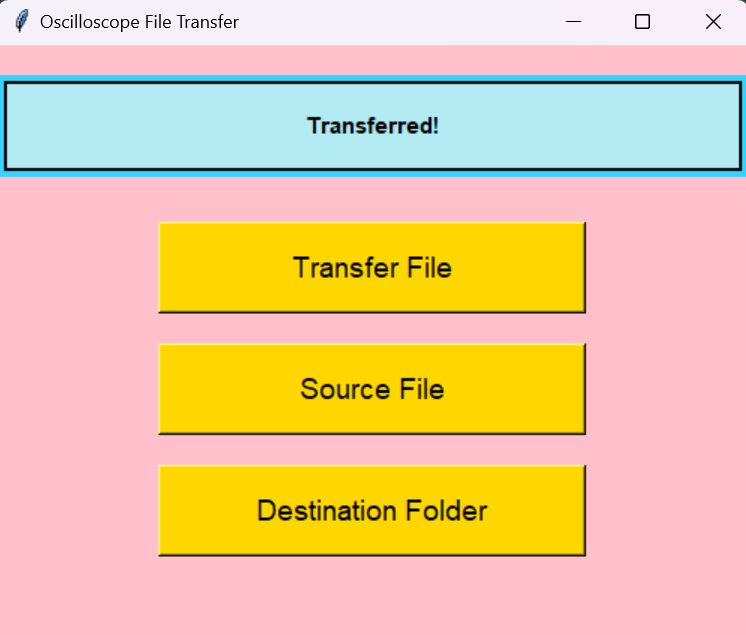 Oscilloscope File Transfer
Transferred!
Transfer File
Source File
Destination Folder